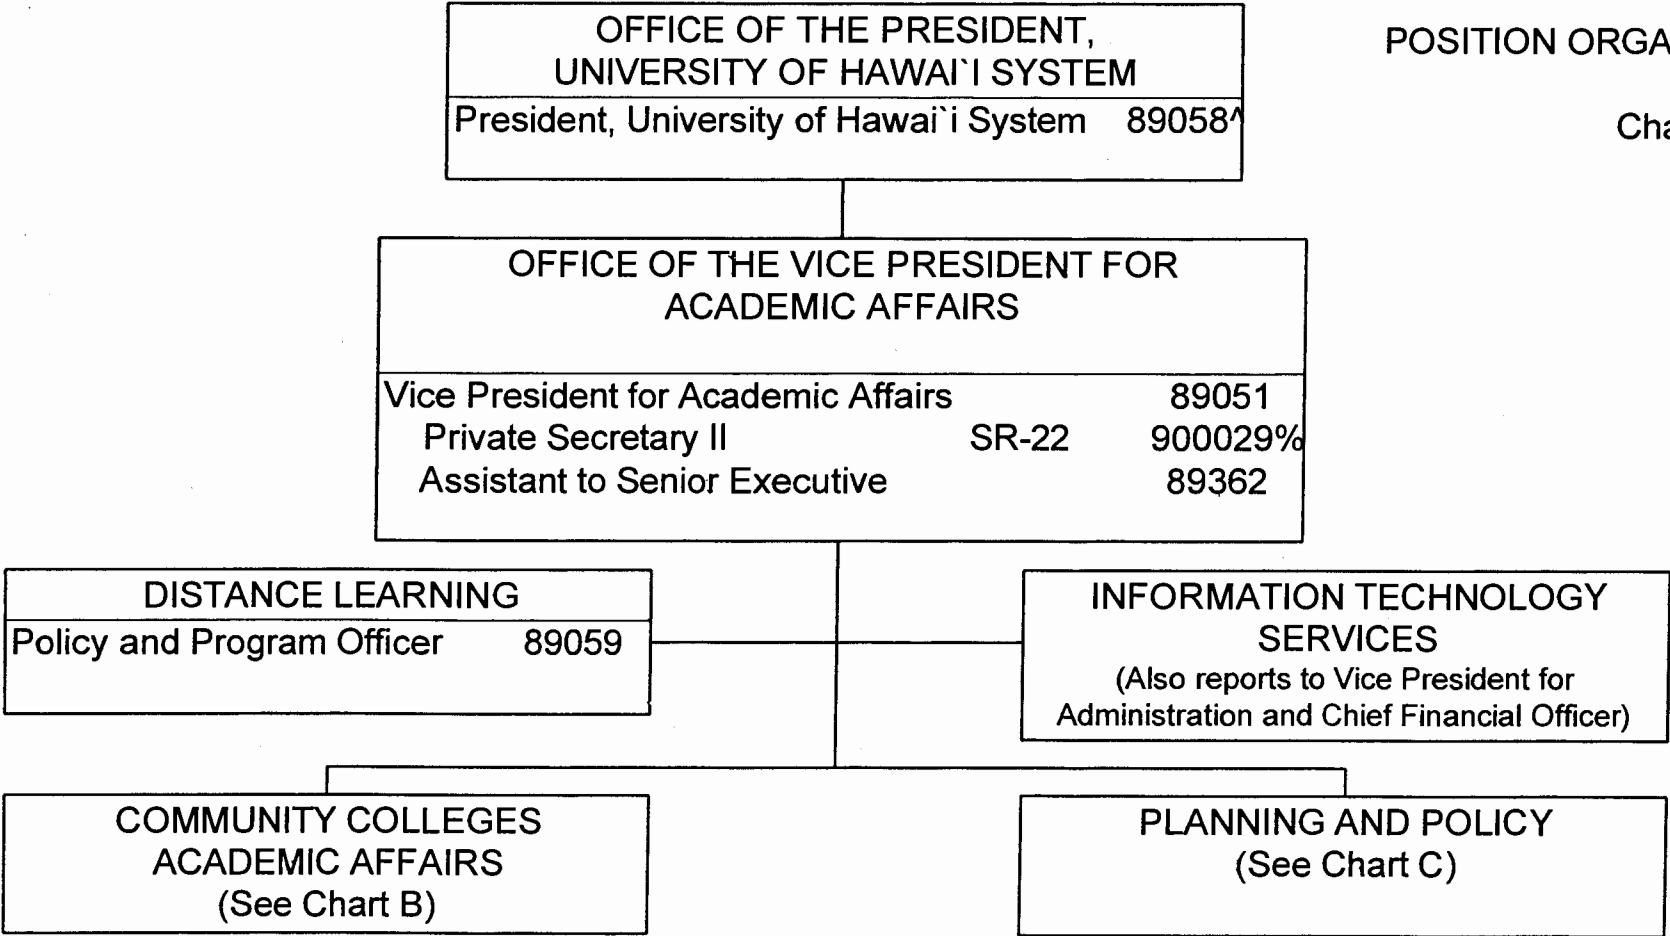 OFFICE OF THE PRESIDENT,
UNIVERSITY OF HAWAI`I SYSTEM
President, University of Hawai`i System 89058^
POSITION ORGA
Cha
OFFICE OF THE VICE PRESIDENT FOR
ACADEMIC AFFAIRS
Vice President for Academic Affairs 89051
Private Secretary II SR-22 900029%
Assistant to Senior Executive 89362
DISTANCE LEARNING
Policy and Program Officer 89059
INFORMATION TECHNOLOGY
SERVICES
(Also reports to Vice President for
Administration and Chief Financial Officer)
COMMUNITY COLLEGES
ACADEMIC AFFAIRS
(See Chart B)
PLANNING AND POLICY
(See Chart C)